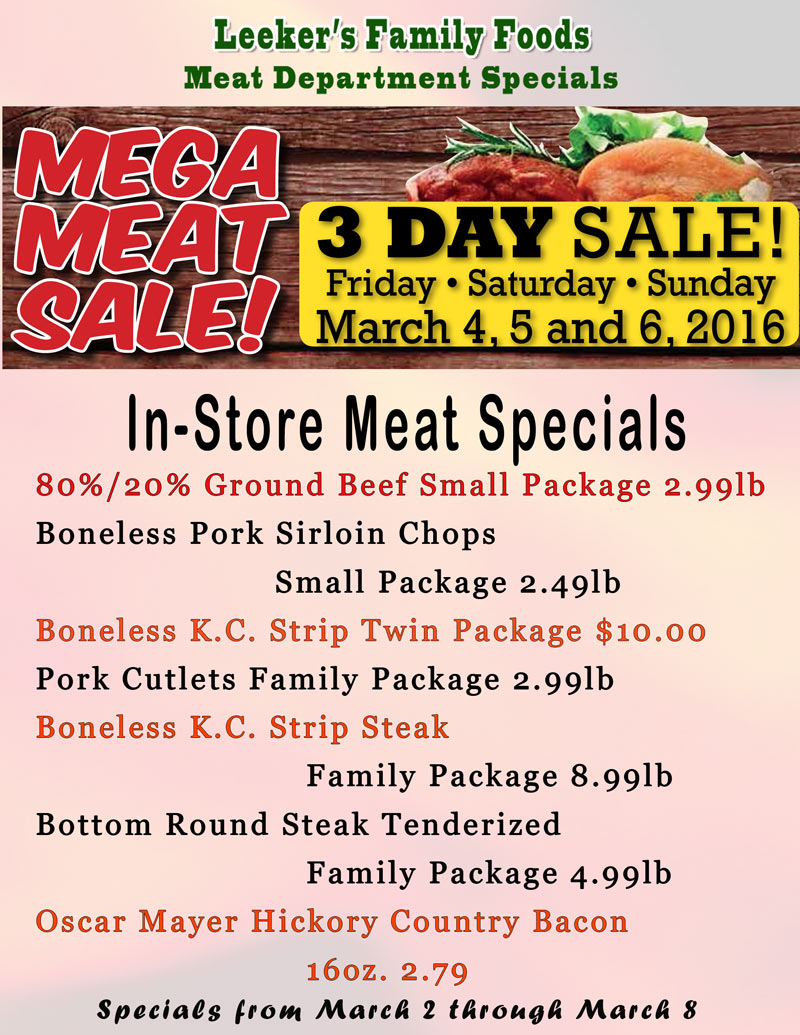 Leeker's Family Foods
Meat Department Specials
MEGA
MEAT
SALE!
3 DAY SALE!
Friday • Saturday • Sunday
March 4, 5 and 6, 2016
In-Store Meat Specials
80%/20% Ground Beef Small Package 2.99lb
Boneless Pork Sirloin Chops
Small Package 2.49lb
Boneless K.C. Strip Twin Package $10.00
Pork Cutlets Family Package 2.99lb
Boneless K.C. Strip Steak
Family Package 8.99lb
Bottom Round Steak Tenderized
Family Package 4.99lb
Oscar Mayer Hickory Country Bacon
16oz. 2.79
Specials from March 2 through March 8